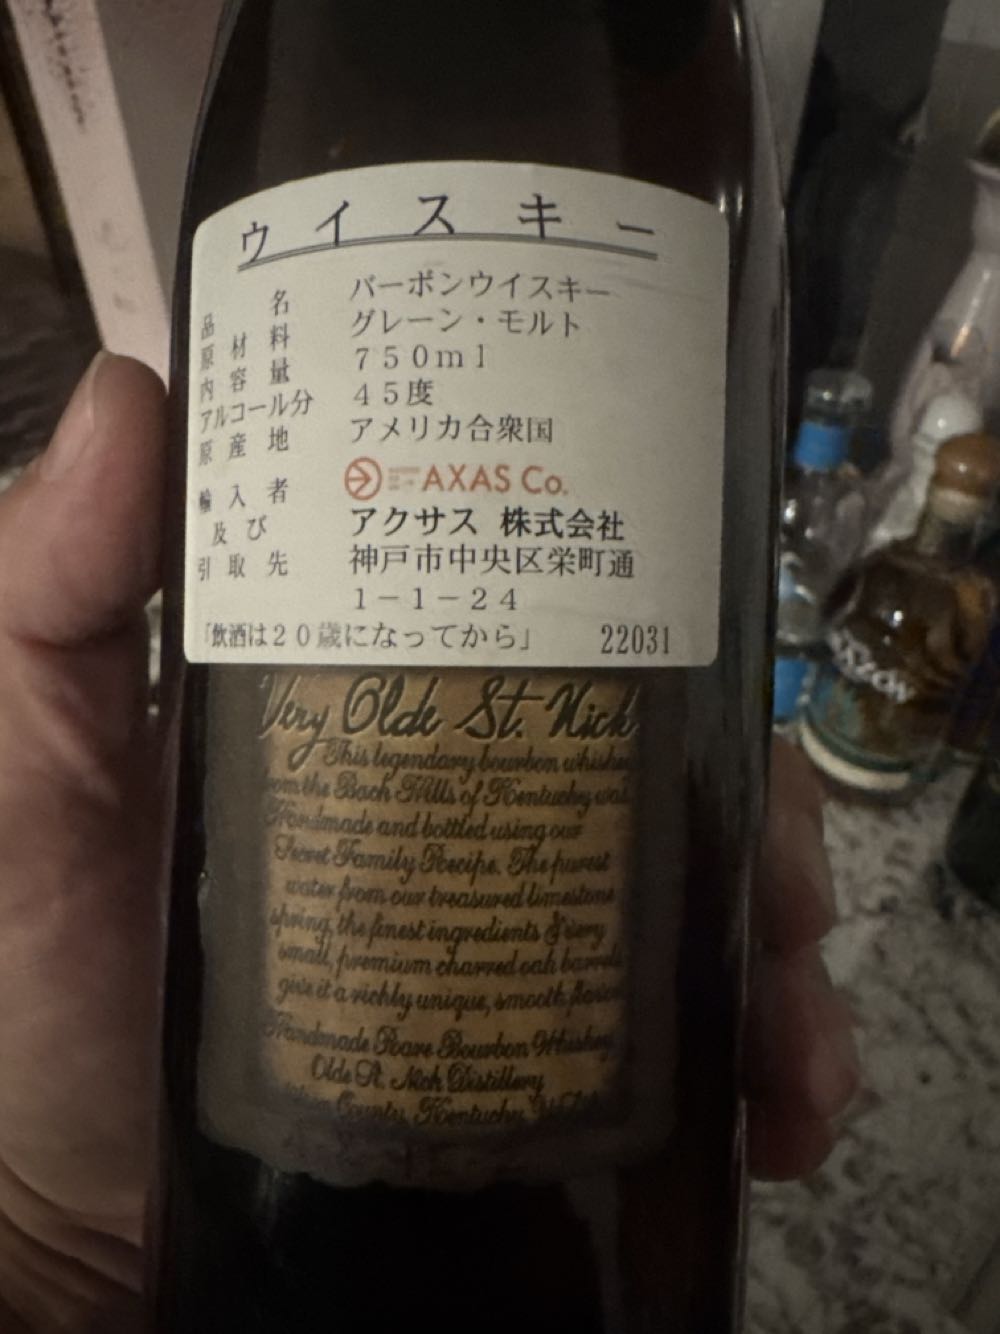 ウイスキー
品名 バーボンウイスキー
原材料 グレーン・モルト
内容量 750ml
アルコール分 45度
原産地 アメリカ合衆国
輸入者 AXAS Co.
及び アクサス 株式会社
引取先 神戸市中央区栄町通
1-1-24
「飲酒は20歳になってから」 22031
Very Olde St. Nick
This legendary bourbon whiskey
from the Bach Hills of Kentucky was
Handmade and bottled using our
Secret Family Recipe. The purest
water from our treasured limestone
spring, the finest ingredients & very
small, premium charred oak barrels
give it a richly unique, smooth flavor
Handmade Rare Bourbon Whiskey
Olde St. Nick Distillery
County, Kentucky, U.S.A.